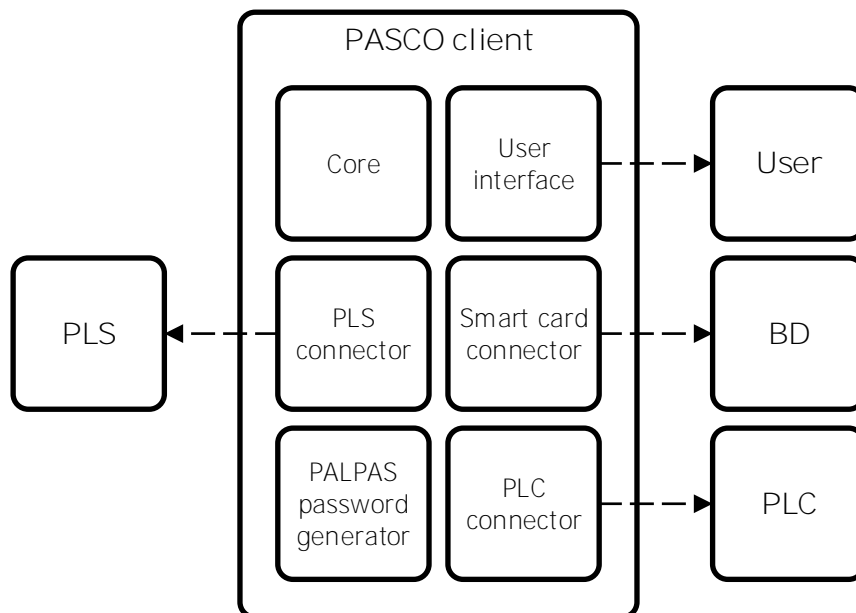 PASCO client
Core
User
interface
User
PLS
PLS
connector
Smart card
connector
BD
PALPAS
password
generator
PLC
connector
PLC